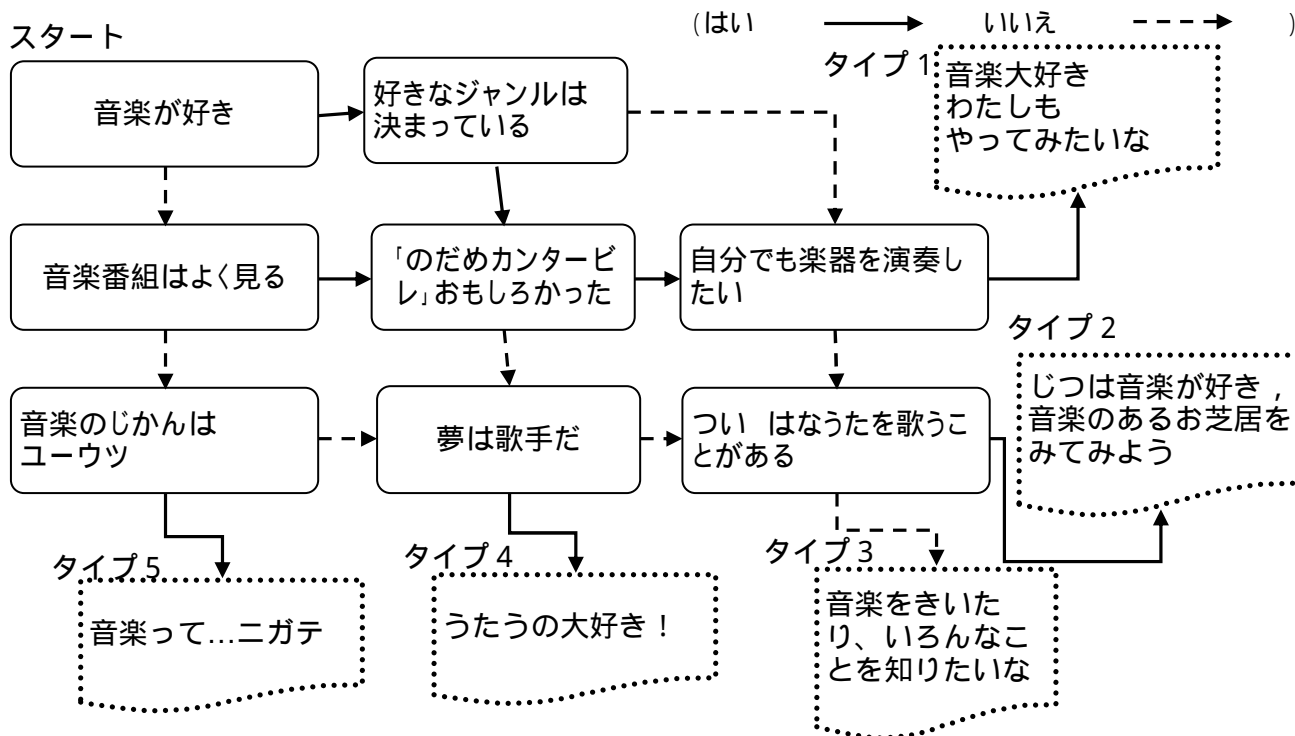 (はい いいえ )
スタート
音楽が好き
好きなジャンルは
決まっている
タイプ1
音楽大好き
わたしも
やってみたいな
音楽番組はよく見る
「のだめカンタービ
レ」おもしろかった
自分でも楽器を演奏し
たい
タイプ2
じつは音楽が好き,
音楽のあるお芝居を
みてみよう
音楽のじかんは
ユーウツ
夢は歌手だ
つい はなうたを歌うこ
とがある
タイプ5
音楽って…ニガテ
タイプ4
うたうの大好き!
タイプ3
音楽をきいた
り、いろんなこ
とを知りたいな